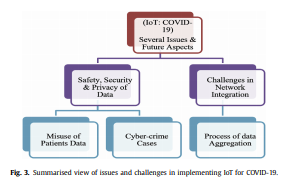 (IoT: COVID-
19)
Several Issues &
Future Aspects
Safety, Security
& Privacy of
Data
Challenges in
Network
Integration
Misuse of
Patients Data
Cyber-crime
Cases
Process of data
Aggregation
Fig. 3. Summarised view of issues and challenges in implementing IoT for COVID-19.